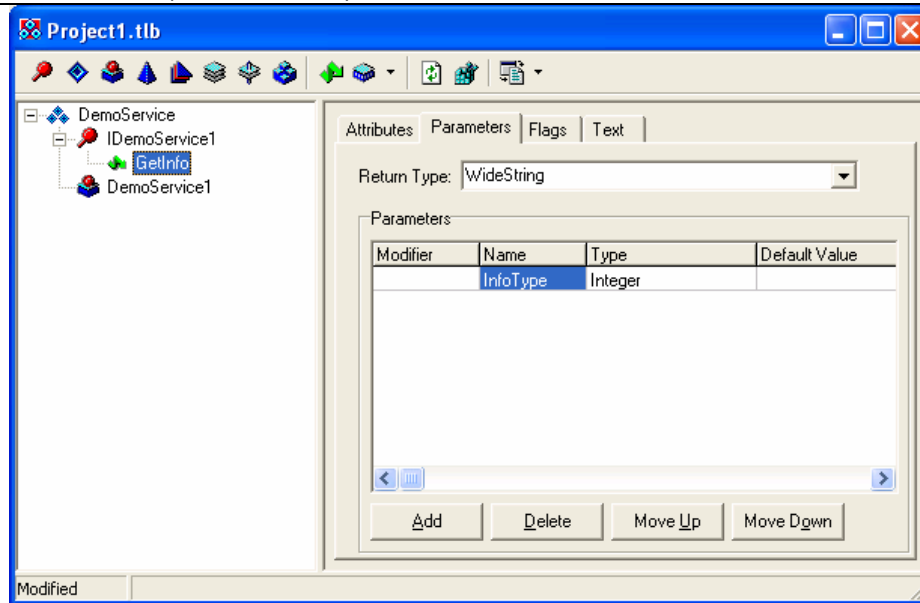 Project1.tlb
DemoService
IDemoService1
GetInfo
DemoService1
Attributes Parameters Flags Text
Return Type: WideString
Parameters
Modifier Name Type Default Value
InfoType Integer
Add Delete Move Up Move Down
Modified